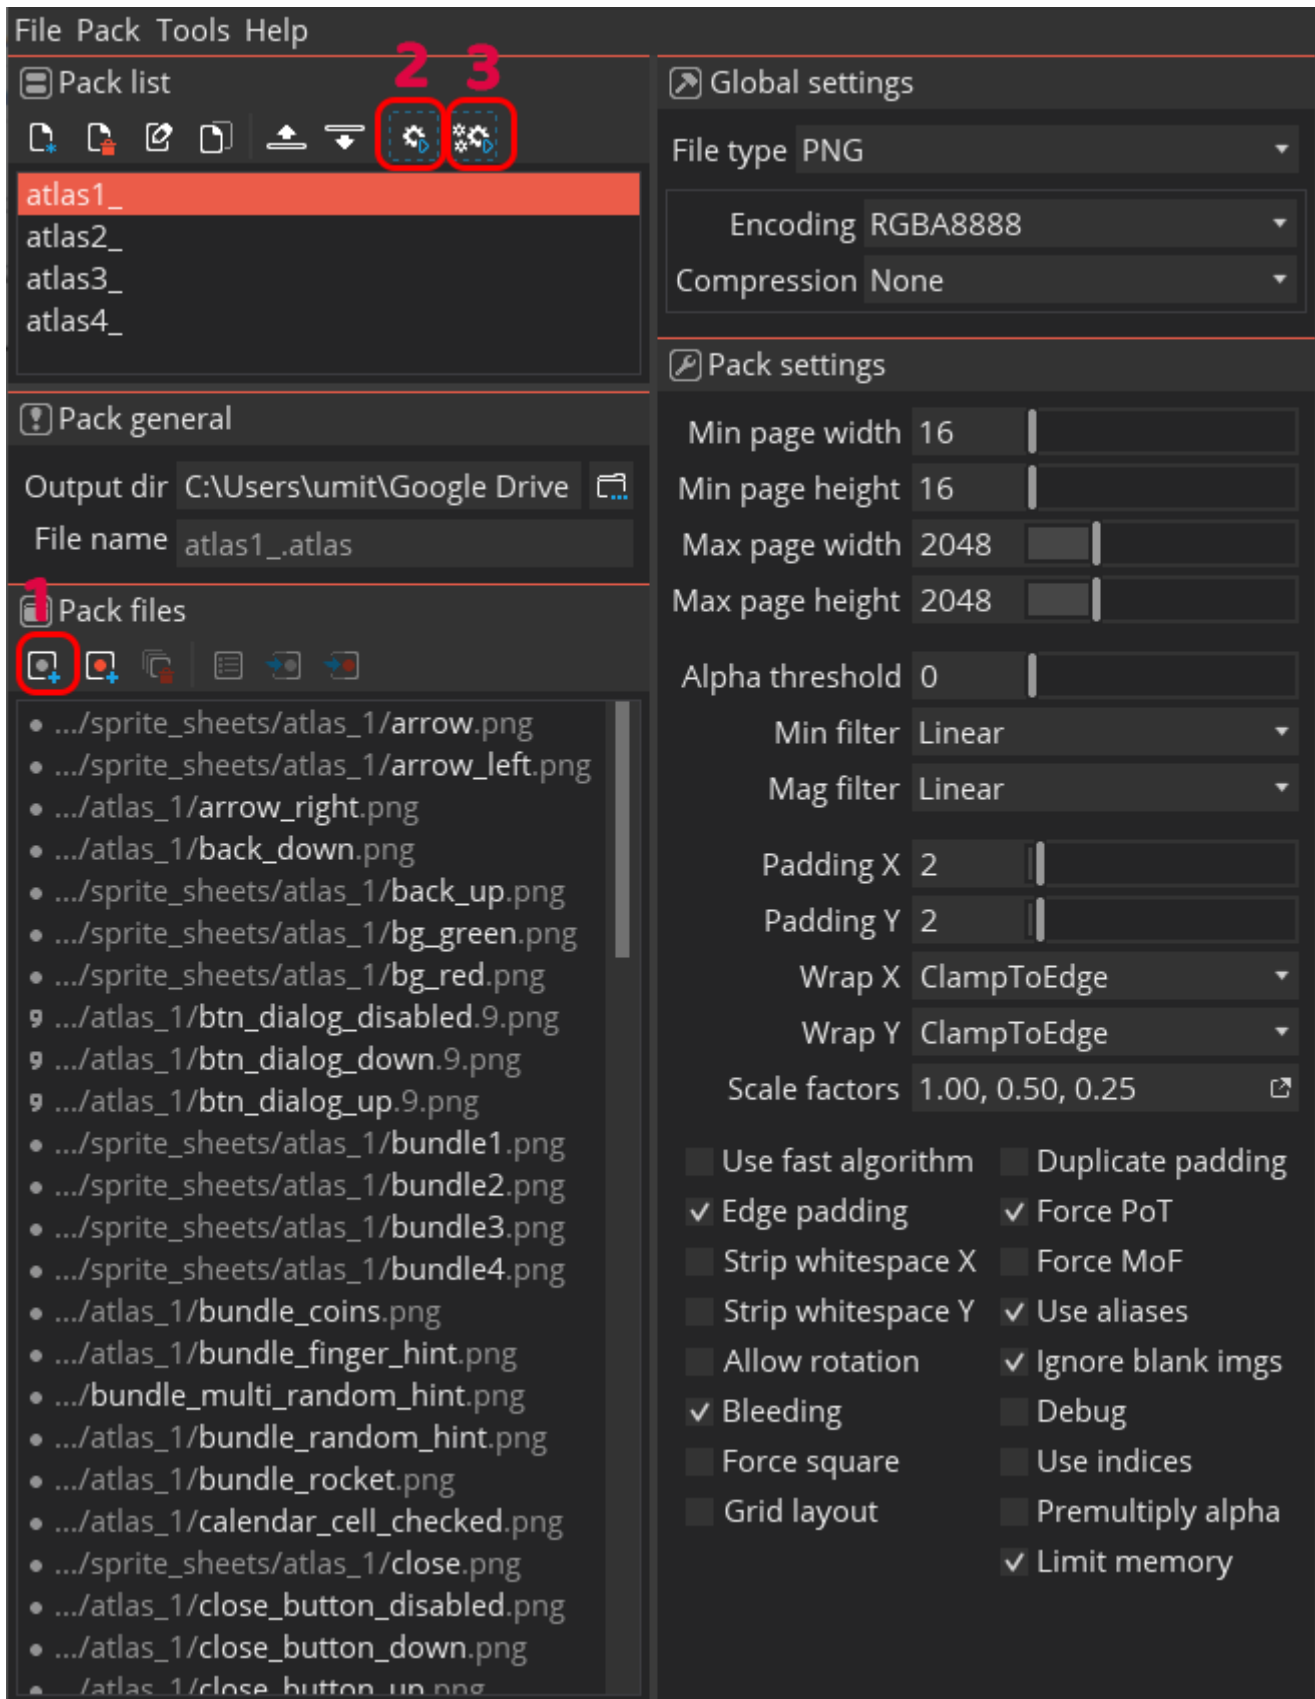 File Pack Tools Help
2 3
Pack list
atlas1_
atlas2_
atlas3_
atlas4_
Pack general
Output dir C:\Users\umit\Google Drive
File name atlas1_.atlas
1
Pack files
.../sprite_sheets/atlas_1/arrow.png
.../sprite_sheets/atlas_1/arrow_left.png
.../atlas_1/arrow_right.png
.../atlas_1/back_down.png
.../sprite_sheets/atlas_1/back_up.png
.../sprite_sheets/atlas_1/bg_green.png
.../sprite_sheets/atlas_1/bg_red.png
9 .../atlas_1/btn_dialog_disabled.9.png
9 .../atlas_1/btn_dialog_down.9.png
9 .../atlas_1/btn_dialog_up.9.png
.../sprite_sheets/atlas_1/bundle1.png
.../sprite_sheets/atlas_1/bundle2.png
.../sprite_sheets/atlas_1/bundle3.png
.../sprite_sheets/atlas_1/bundle4.png
.../atlas_1/bundle_coins.png
.../atlas_1/bundle_finger_hint.png
.../bundle_multi_random_hint.png
.../atlas_1/bundle_random_hint.png
.../atlas_1/bundle_rocket.png
.../atlas_1/calendar_cell_checked.png
.../sprite_sheets/atlas_1/close.png
.../atlas_1/close_button_disabled.png
.../atlas_1/close_button_down.png
.../atlas_1/close_button_up.png
Global settings
File type PNG
Encoding RGBA8888
Compression None
Pack settings
Min page width 16
Min page height 16
Max page width 2048
Max page height 2048
Alpha threshold 0
Min filter Linear
Mag filter Linear
Padding X 2
Padding Y 2
Wrap X ClampToEdge
Wrap Y ClampToEdge
Scale factors 1.00, 0.50, 0.25
Use fast algorithm Duplicate padding
Edge padding Force PoT
Strip whitespace X Force MoF
Strip whitespace Y Use aliases
Allow rotation Ignore blank imgs
Bleeding Debug
Force square Use indices
Grid layout Premultiply alpha
Limit memory